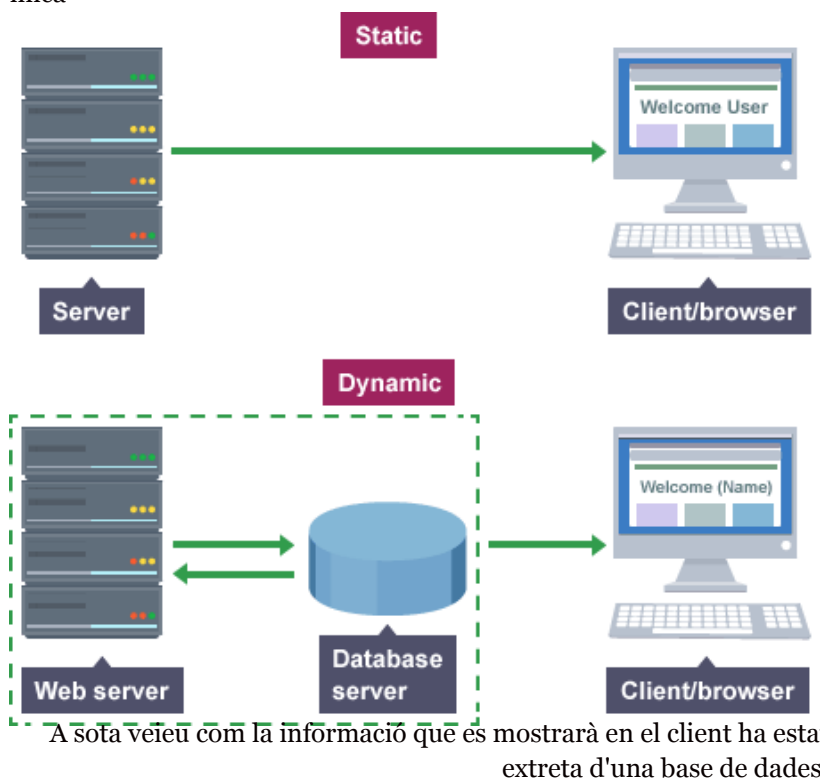 Static
Welcome User
Server
Client/browser
Dynamic
Welcome (Name)
Web server
Database
server
Client/browser
A sota veieu com la informació que es mostrarà en el client ha
extreta d'una base de dades